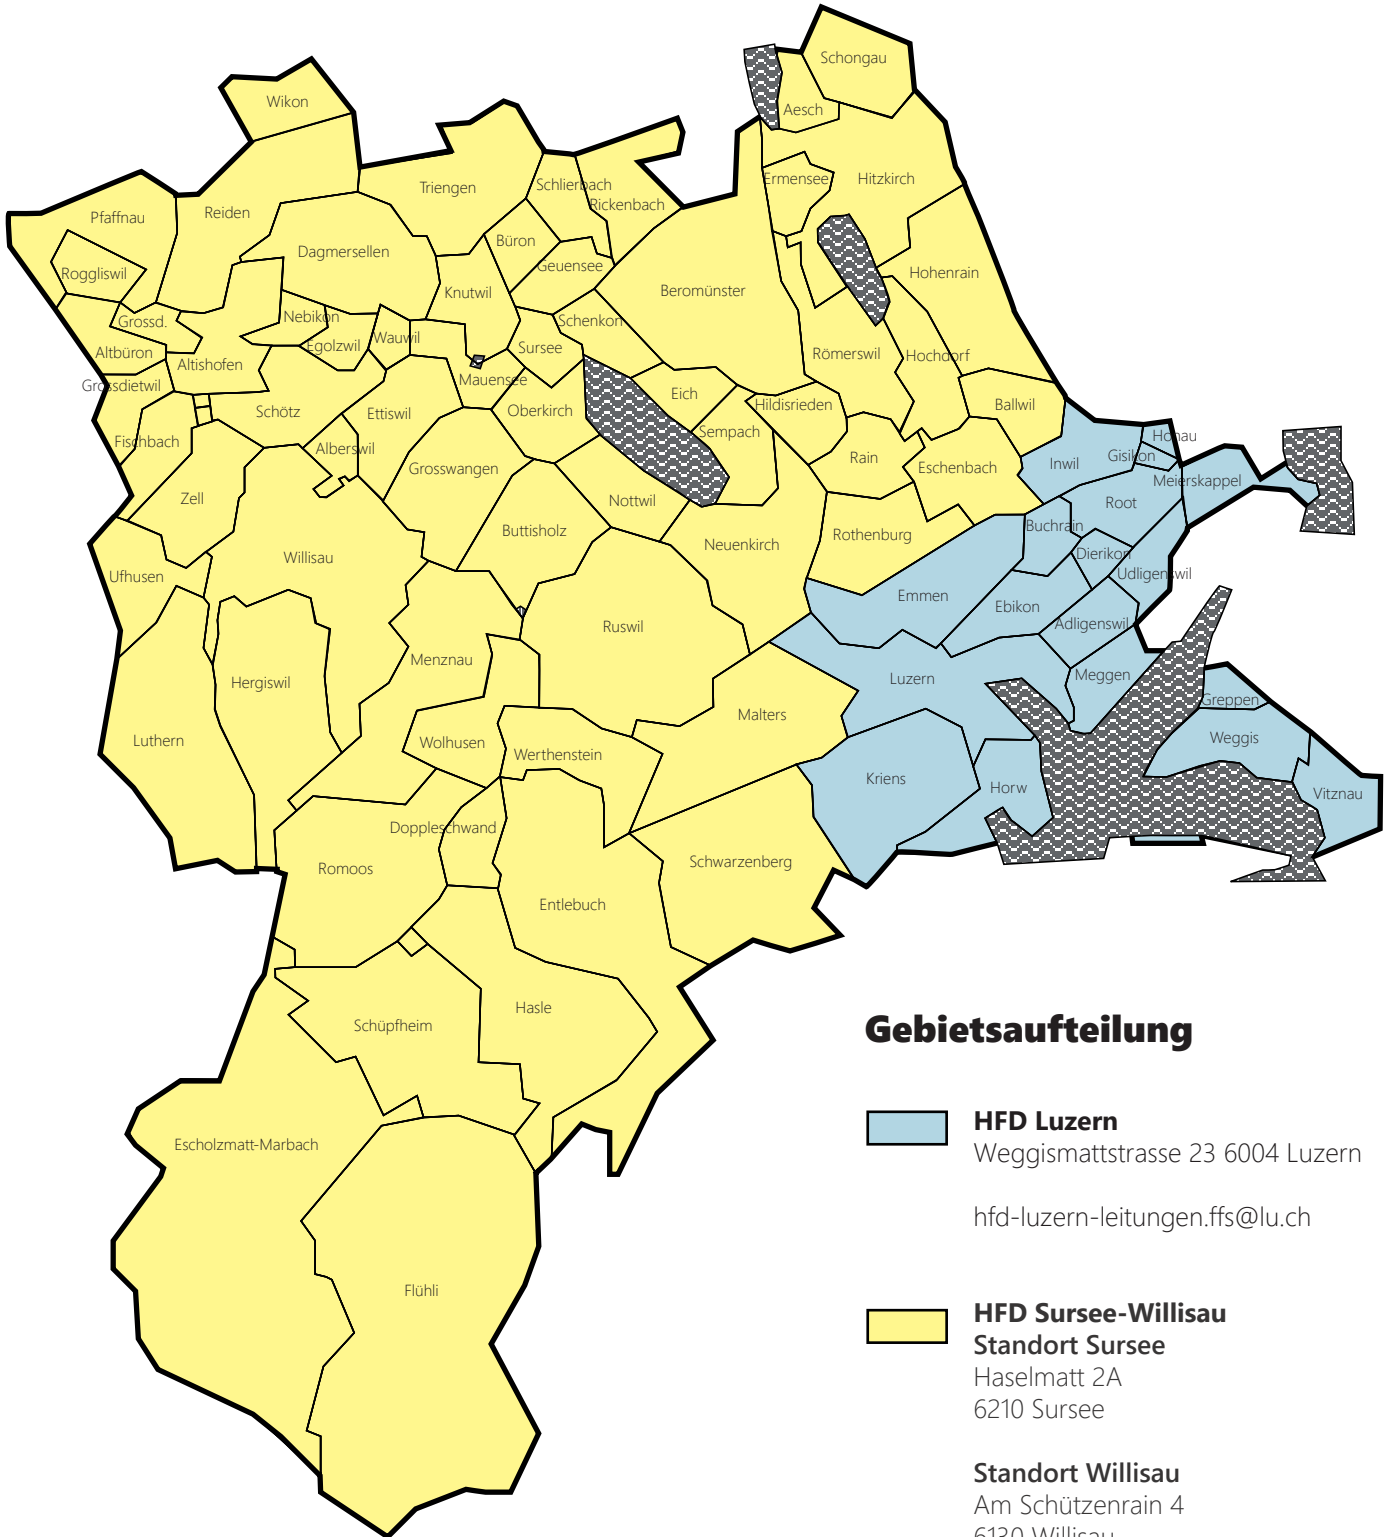 Schongau
Wikon
Aesch
Ermensee
Hitzkirch
Triengen
Schlierbach
Rickenbach
Pfaffnau
Reiden
Büron
Dagmersellen
Geuensee
Roggliswil
Hohenrain
Knutwil
Beromünster
Nebikon
Grossd.
Schenkon
Wauwil
Egolzwil
Sursee
Altbüron
Römerswil
Hochdorf
Altishofen
Mauensee
Grossdietwil
Eich
Hildisrieden
Ballwil
Schötz
Ettiswil
Oberkirch
Sempach
Honau
Fischbach
Alberswil
Gisikon
Rain
Inwil
Eschenbach
Grosswangen
Meierskappel
Zell
Nottwil
Root
Buchrain
Buttisholz
Rothenburg
Neuenkirch
Dierikon
Willisau
Udligenswil
Ufhusen
Emmen
Ebikon
Adligenswil
Ruswil
Menznau
Meggen
Luzern
Hergiswil
Greppen
Malters
Weggis
Luthern
Wolhusen
Werthenstein
Kriens
Horw
Vitznau
Doppleschwand
Schwarzenberg
Romoos
Entlebuch
Hasle
Schüpfheim
Escholzmatt-Marbach
Flühli
Gebietsaufteilung
HFD Luzern
Weggismattstrasse 23 6004 Luzern
hfd-luzern-leitungen.ffs@lu.ch
HFD Sursee-Willisau
Standort Sursee
Haselmatt 2A
6210 Sursee
Standort Willisau
Am Schützenrain 4
6130 Willisau